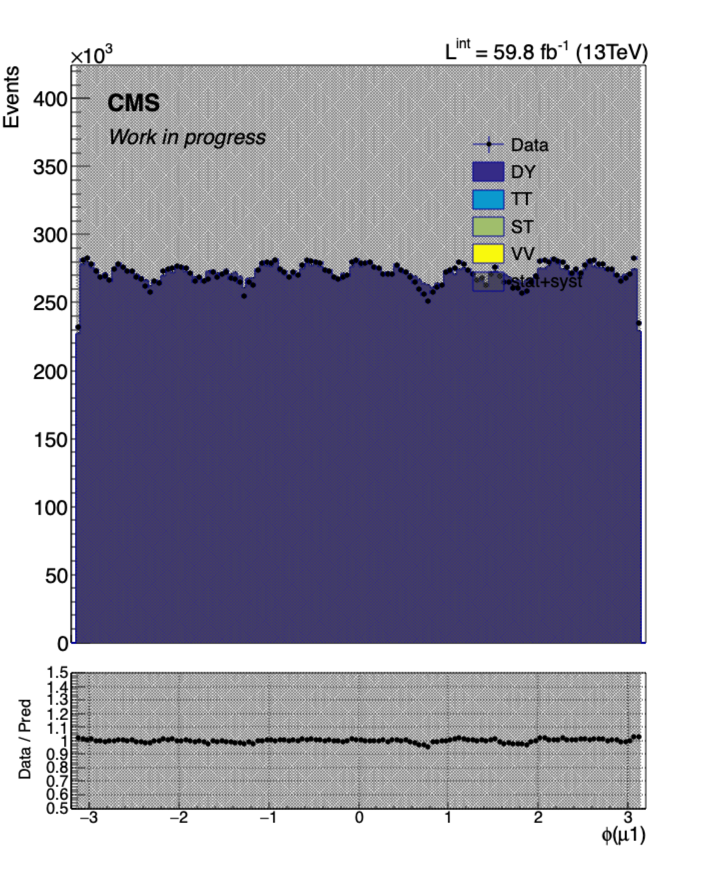 ×10³
L^int = 59.8 fb⁻¹ (13TeV)
Events
CMS
Work in progress
Data
DY
TT
ST
VV
stat+syst
400
350
300
250
200
150
100
50
0
Data / Pred
1.5
1.4
1.3
1.2
1.1
1
0.9
0.8
0.7
0.6
0.5
−3
−2
−1
0
1
2
3
ϕ(μ1)